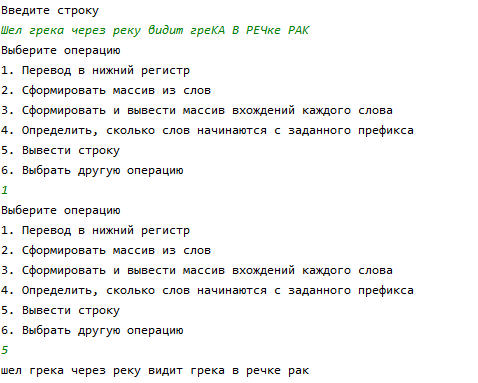 Введите строку
Шел грека через реку видит греКА В РЕЧке РАК
Выберите операцию
1. Перевод в нижний регистр
2. Сформировать массив из слов
3. Сформировать и вывести массив вхождений каждого слова
4. Определить, сколько слов начинаются с заданного префикса
5. Вывести строку
6. Выбрать другую операцию
1
Выберите операцию
1. Перевод в нижний регистр
2. Сформировать массив из слов
3. Сформировать и вывести массив вхождений каждого слова
4. Определить, сколько слов начинаются с заданного префикса
5. Вывести строку
6. Выбрать другую операцию
5
шел грека через реку видит грека в речке рак